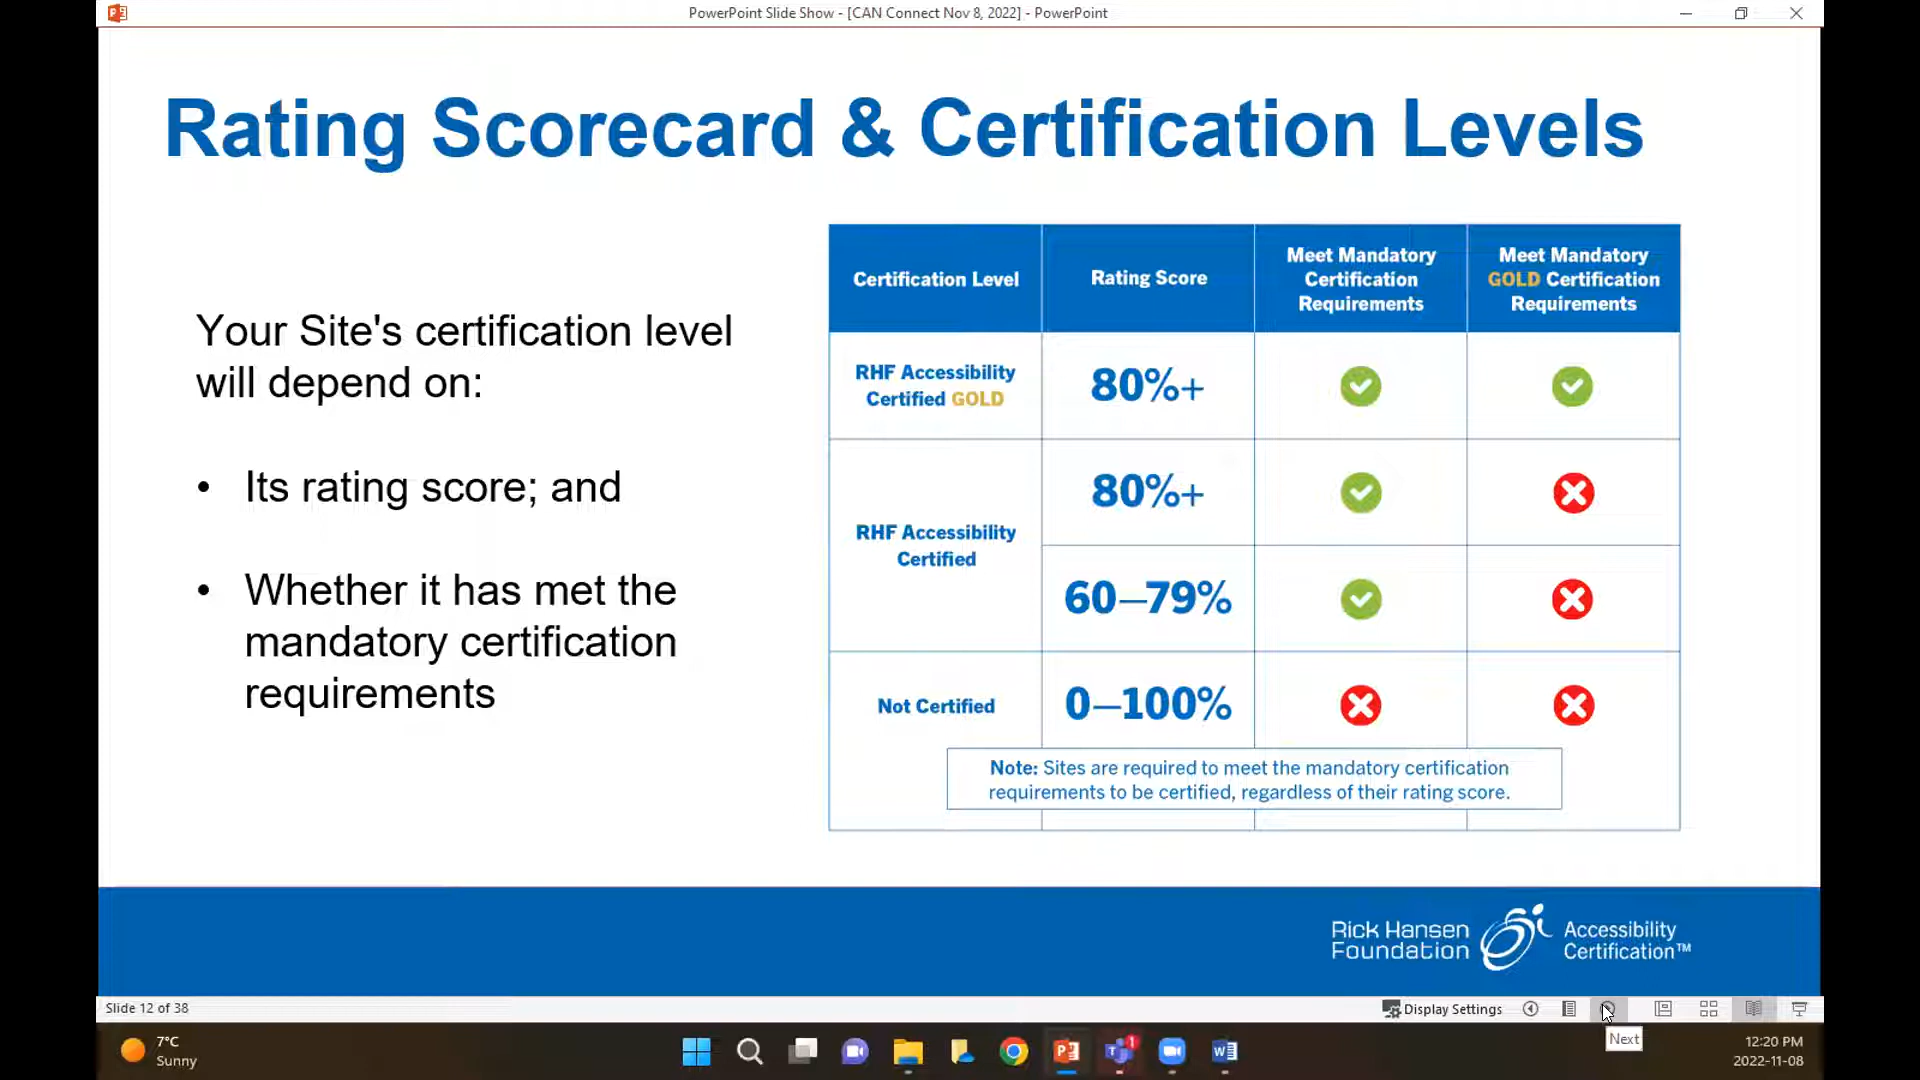 PowerPoint Slide Show - [CAN Connect Nov 8, 2022] - PowerPoint
Rating Scorecard & Certification Levels
Your Site's certification level
will depend on:
• Its rating score; and
• Whether it has met the
mandatory certification
requirements
Certification Level
Rating Score
Meet Mandatory
Certification
Requirements
Meet Mandatory
GOLD Certification
Requirements
RHF Accessibility
Certified GOLD
80%+
RHF Accessibility
Certified
80%+
60–79%
Not Certified
0–100%
Note: Sites are required to meet the mandatory certification
requirements to be certified, regardless of their rating score.
Rick Hansen
Foundation
Accessibility
Certification™
Slide 12 of 38
Display Settings
Next
7°C
Sunny
1
12:20 PM
2022-11-08